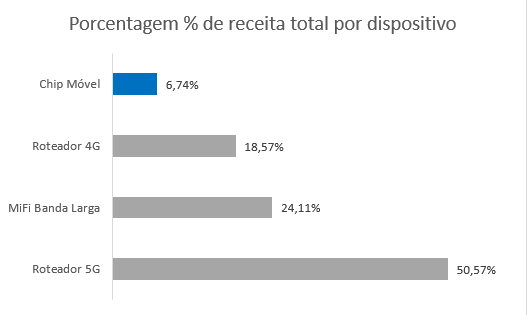 Porcentagem % de receita total por dispositivo
Chip Móvel 6,74%
Roteador 4G 18,57%
MiFi Banda Larga 24,11%
Roteador 5G 50,57%